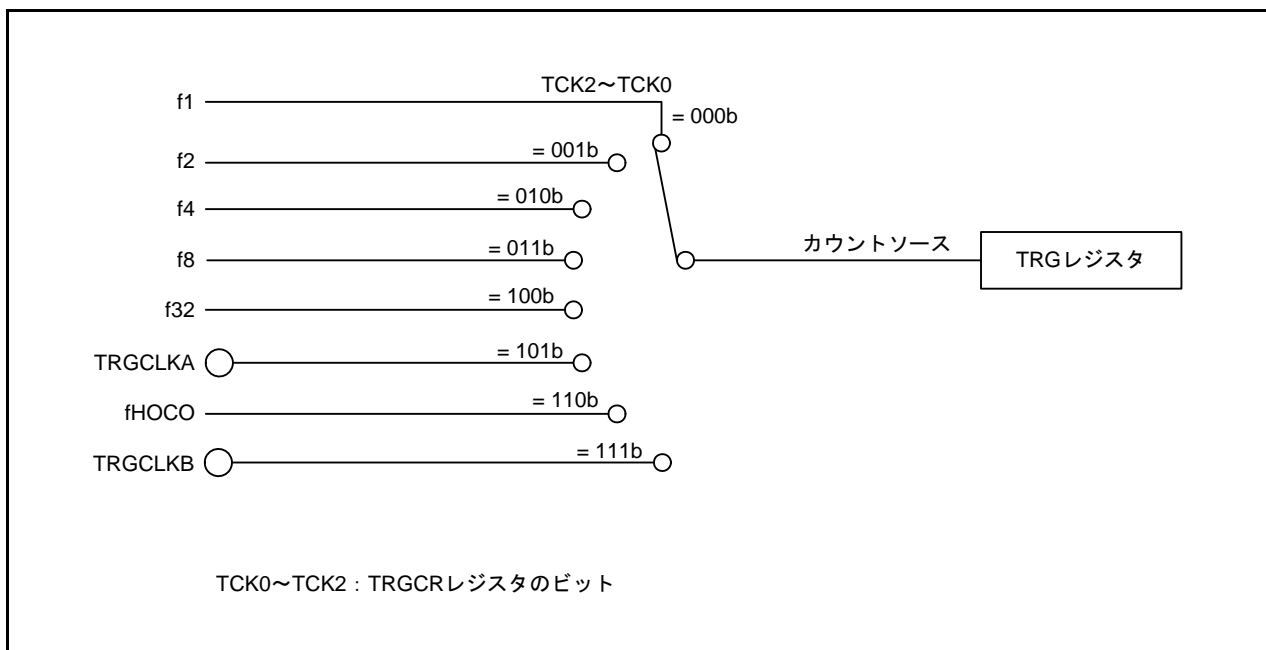 TCK2～TCK0
f1
= 000b
f2
= 001b
f4
= 010b
f8
= 011b
カウントソース
TRGレジスタ
f32
= 100b
TRGCLKA
= 101b
fHOCO
= 110b
TRGCLKB
= 111b
TCK0～TCK2：TRGCRレジスタのビット